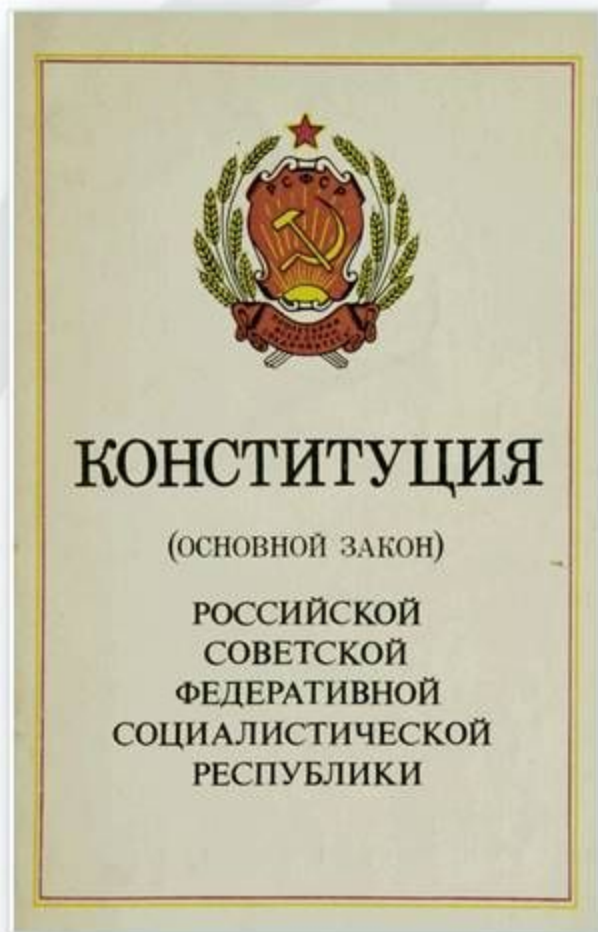 РСФСР
КОНСТИТУЦИЯ
(ОСНОВНОЙ ЗАКОН)
РОССИЙСКОЙ
СОВЕТСКОЙ
ФЕДЕРАТИВНОЙ
СОЦИАЛИСТИЧЕСКОЙ
РЕСПУБЛИКИ